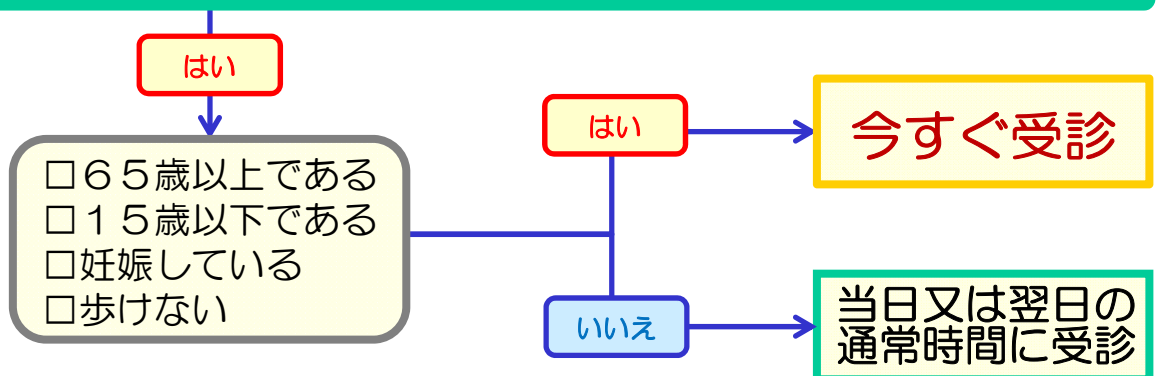 はい
□６５歳以上である
□１５歳以下である
□妊娠している
□歩けない
はい
今すぐ受診
いいえ
当日又は翌日の
通常時間に受診